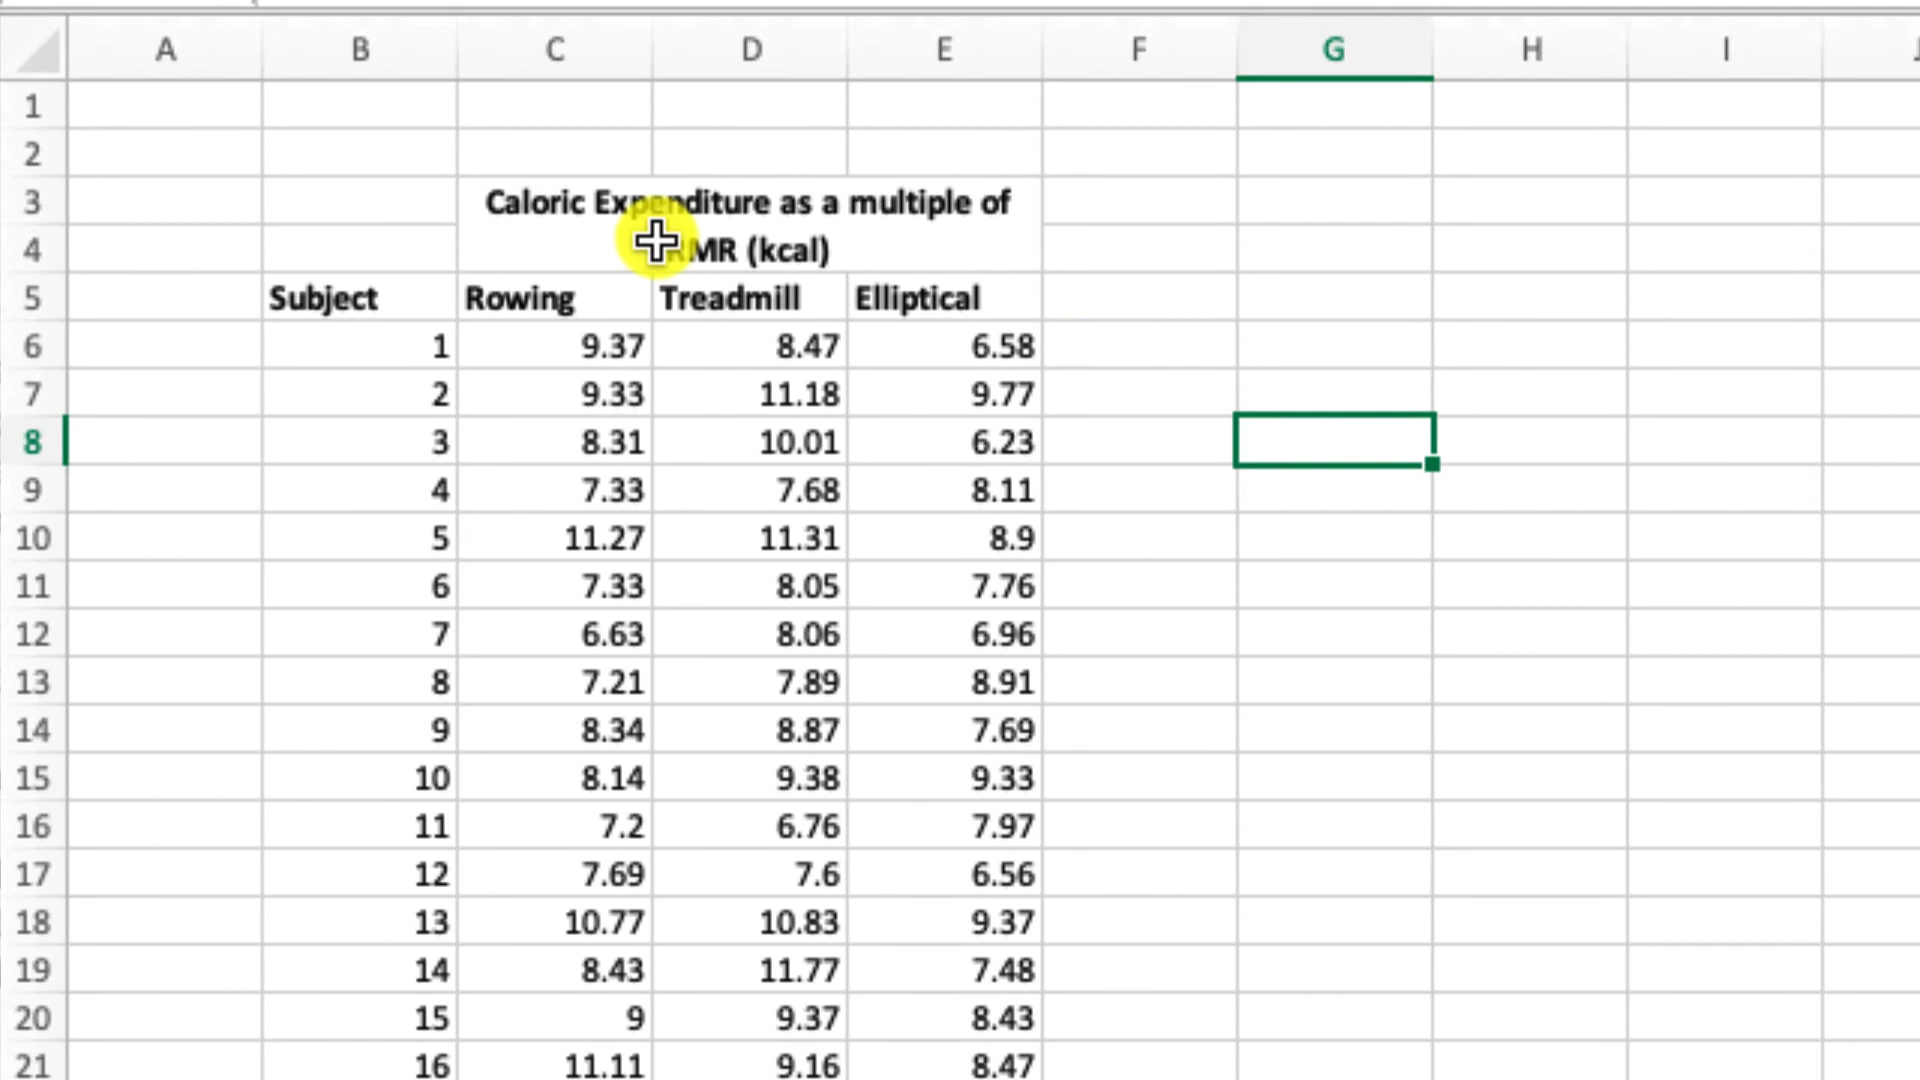 A B C D E F G H I J
1
2
3 Caloric Expenditure as a multiple of
4 RMR (kcal)
5 Subject Rowing Treadmill Elliptical
6 1 9.37 8.47 6.58
7 2 9.33 11.18 9.77
8 3 8.31 10.01 6.23
9 4 7.33 7.68 8.11
10 5 11.27 11.31 8.9
11 6 7.33 8.05 7.76
12 7 6.63 8.06 6.96
13 8 7.21 7.89 8.91
14 9 8.34 8.87 7.69
15 10 8.14 9.38 9.33
16 11 7.2 6.76 7.97
17 12 7.69 7.6 6.56
18 13 10.77 10.83 9.37
19 14 8.43 11.77 7.48
20 15 9 9.37 8.43
21 16 11.11 9.16 8.47